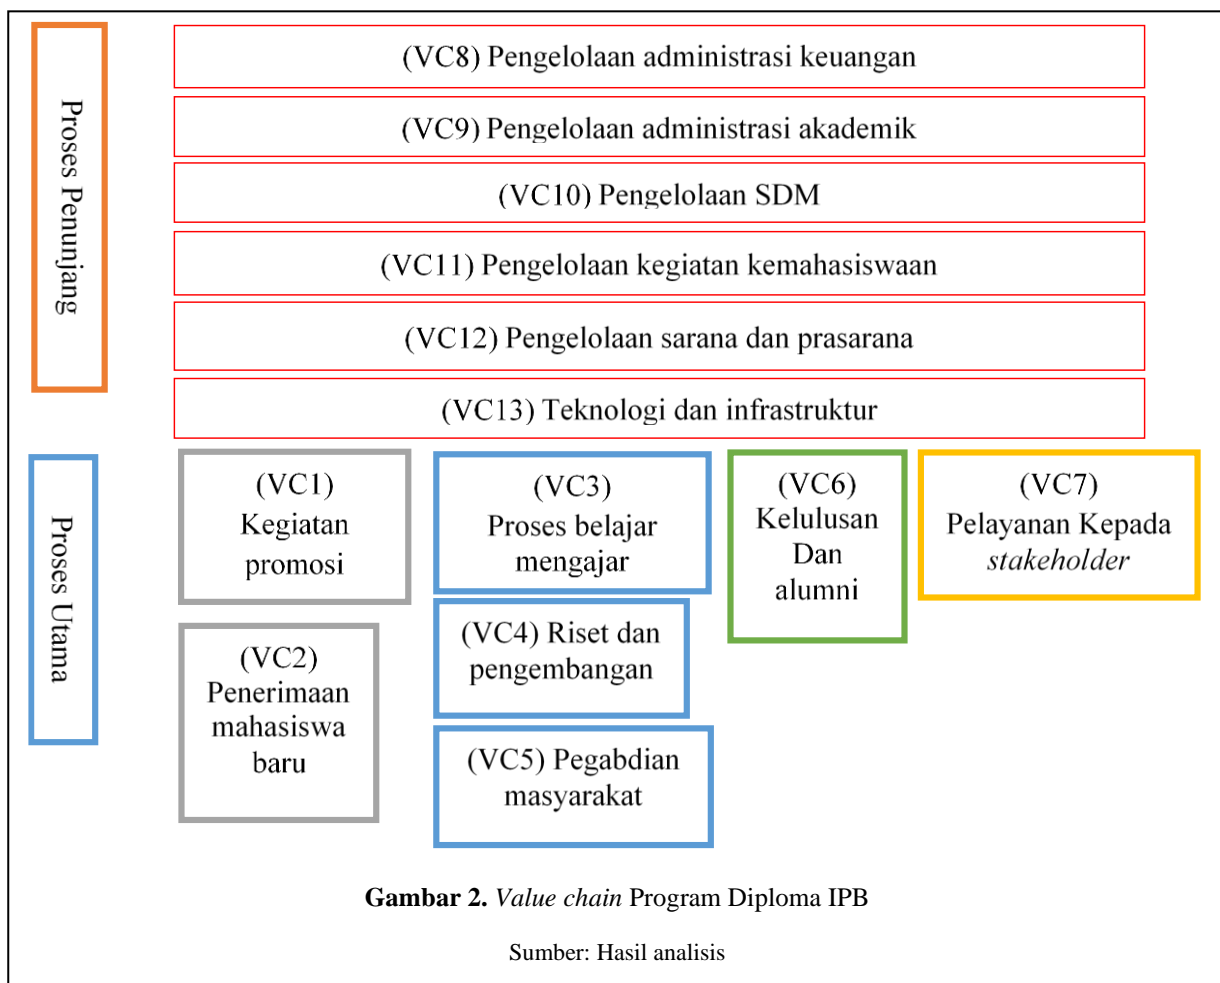 Proses Penunjang
(VC8) Pengelolaan administrasi keuangan
(VC9) Pengelolaan administrasi akademik
(VC10) Pengelolaan SDM
(VC11) Pengelolaan kegiatan kemahasiswaan
(VC12) Pengelolaan sarana dan prasarana
(VC13) Teknologi dan infrastruktur
Proses Utama
(VC1)
Kegiatan
promosi
(VC2)
Penerimaan
mahasiswa
baru
(VC3)
Proses belajar
mengajar
(VC4) Riset dan
pengembangan
(VC5) Pegabdian
masyarakat
(VC6)
Kelulusan
Dan
alumni
(VC7)
Pelayanan Kepada
stakeholder
Gambar 2. Value chain Program Diploma IPB
Sumber: Hasil analisis